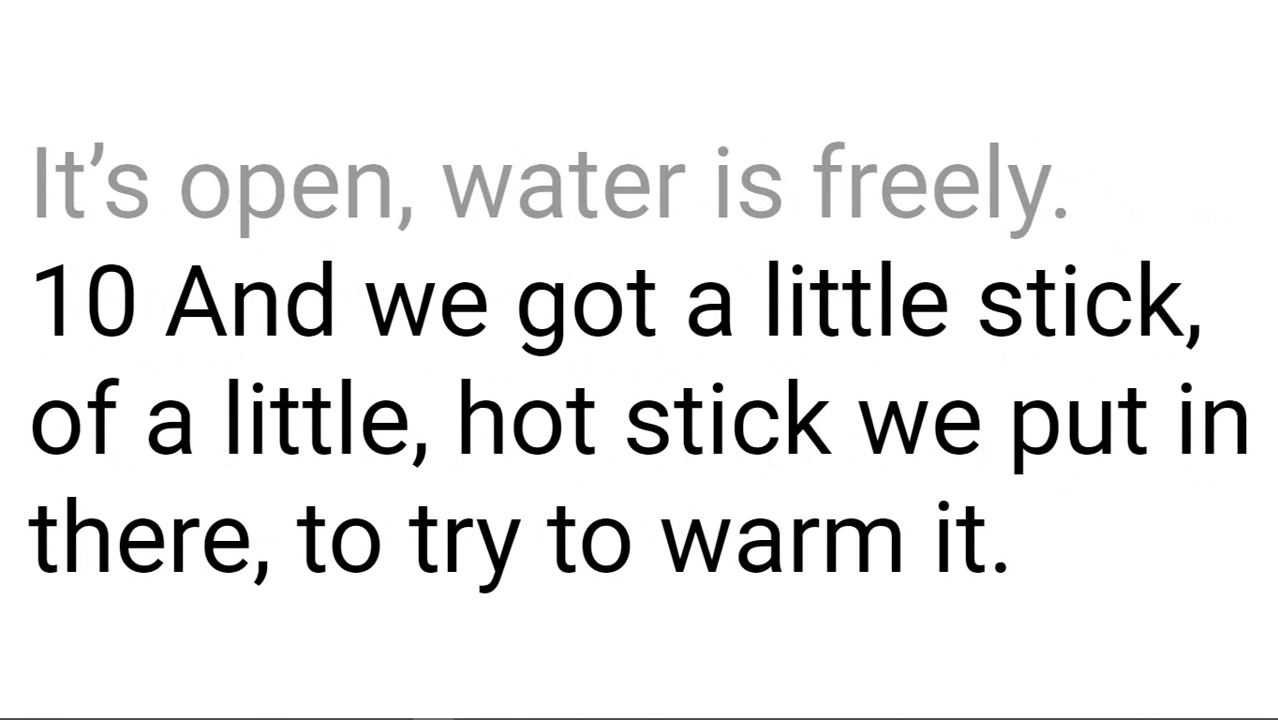 It’s open, water is freely.
10 And we got a little stick,
of a little, hot stick we put in
there, to try to warm it.